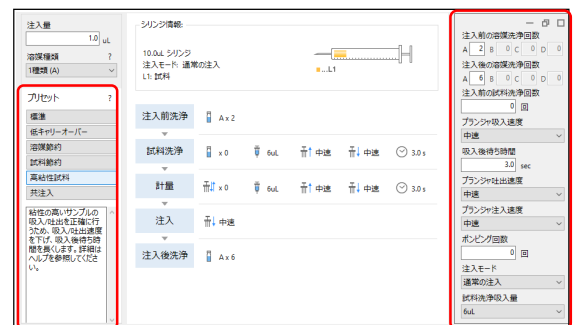 注入量
1.0 uL
溶媒種類 ?
1種類 (A)
プリセット ?
標準
低キャリーオーバー
溶媒節約
試料節約
高粘性試料
共注入
粘性の高いサンプルの
吸入/吐出を正確に行
うため、吸入/吐出速度
を下げ、吸入後待ち時
間を長くします。詳細は
ヘルプを参照してくださ
い。
シリンジ情報:
10.0uL シリンジ
注入モード: 通常の注入
L1: 試料
...L1
注入前洗浄 A x 2
試料洗浄 x 0 6uL 中速 中速 3.0 s
計量 x 0 6uL 中速 中速 3.0 s
注入 中速
注入後洗浄 A x 6
注入前の溶媒洗浄回数
A 2 B 0 C 0 D 0
注入後の溶媒洗浄回数
A 6 B 0 C 0 D 0
注入前の試料洗浄回数
0 回
プランジャ吸入速度
中速
吸入後待ち時間
3.0 sec
プランジャ吐出速度
中速
プランジャ注入速度
中速
ポンピング回数
0 回
注入モード
通常の注入
試料洗浄吸入量
6uL